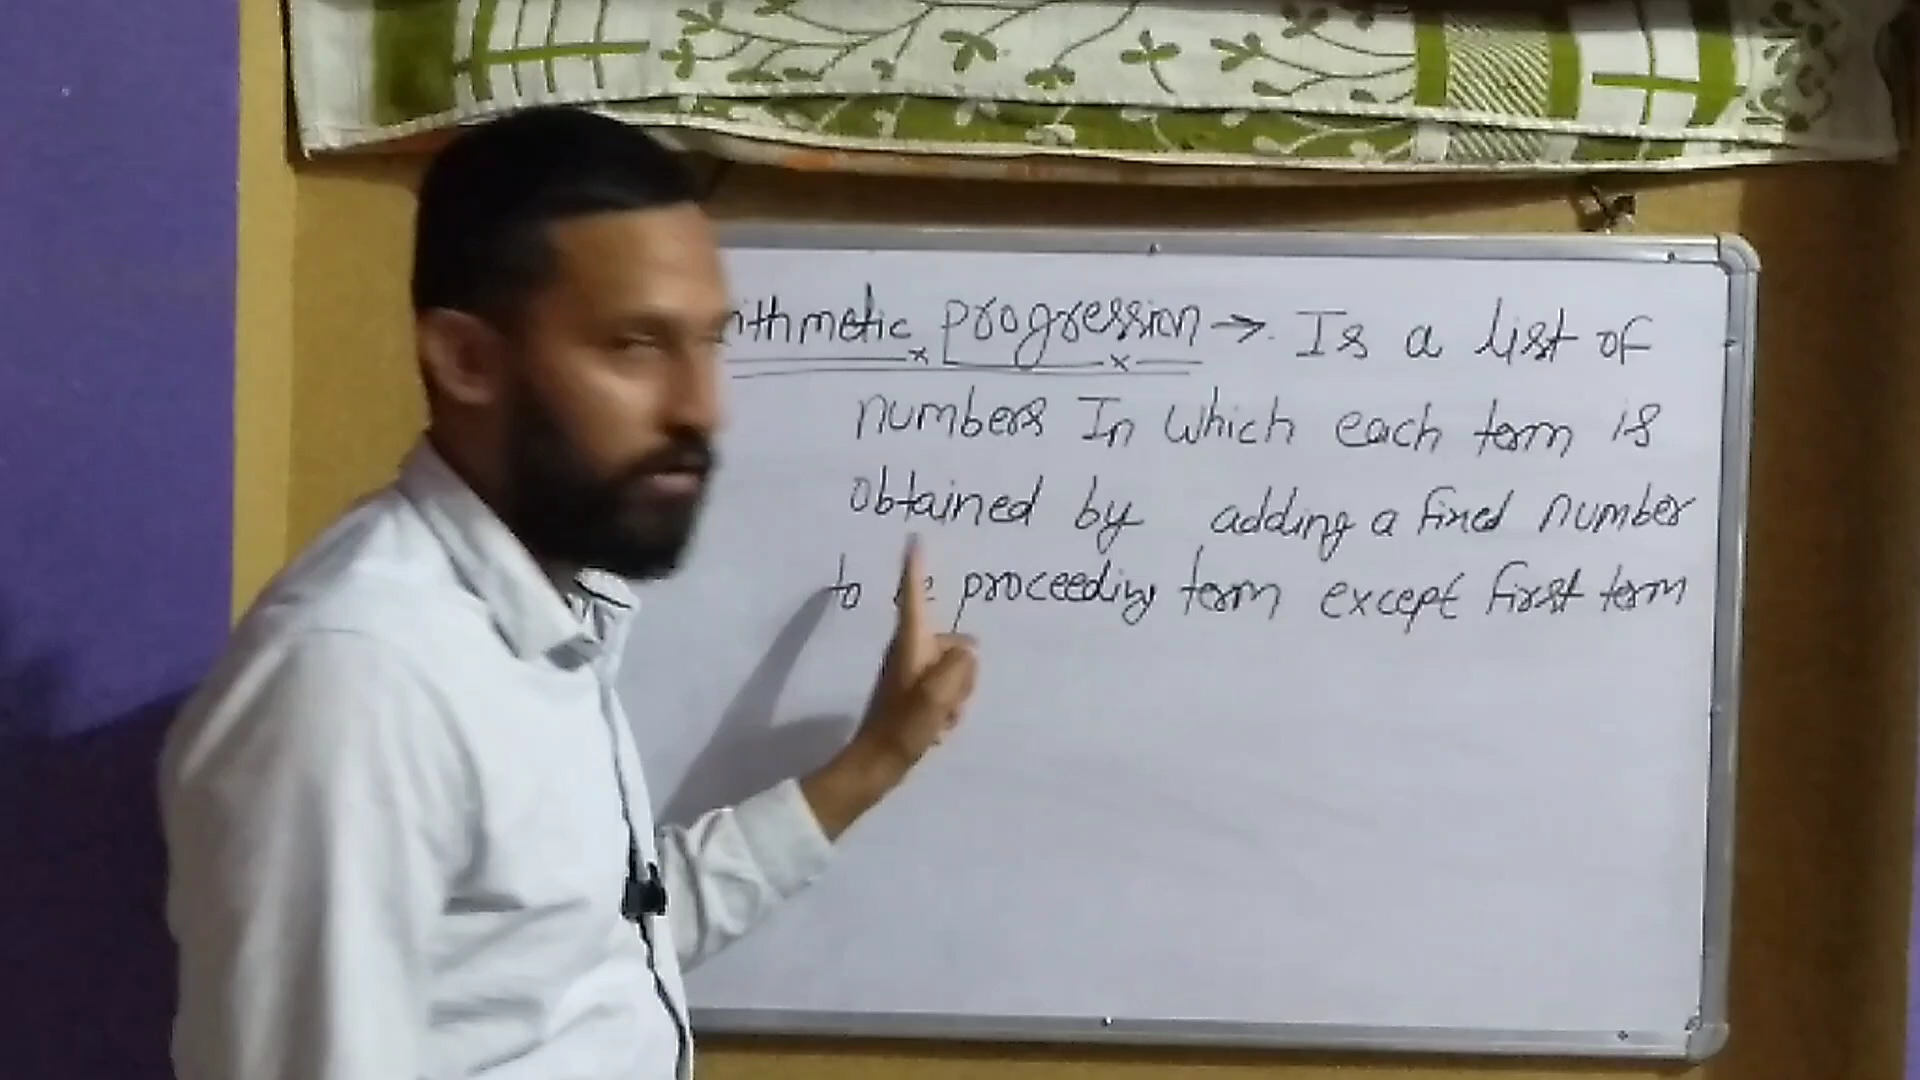 rithmetic progression → Is a list of
numbers In which each term is
obtained by adding a fixed number
to proceeding term except first term